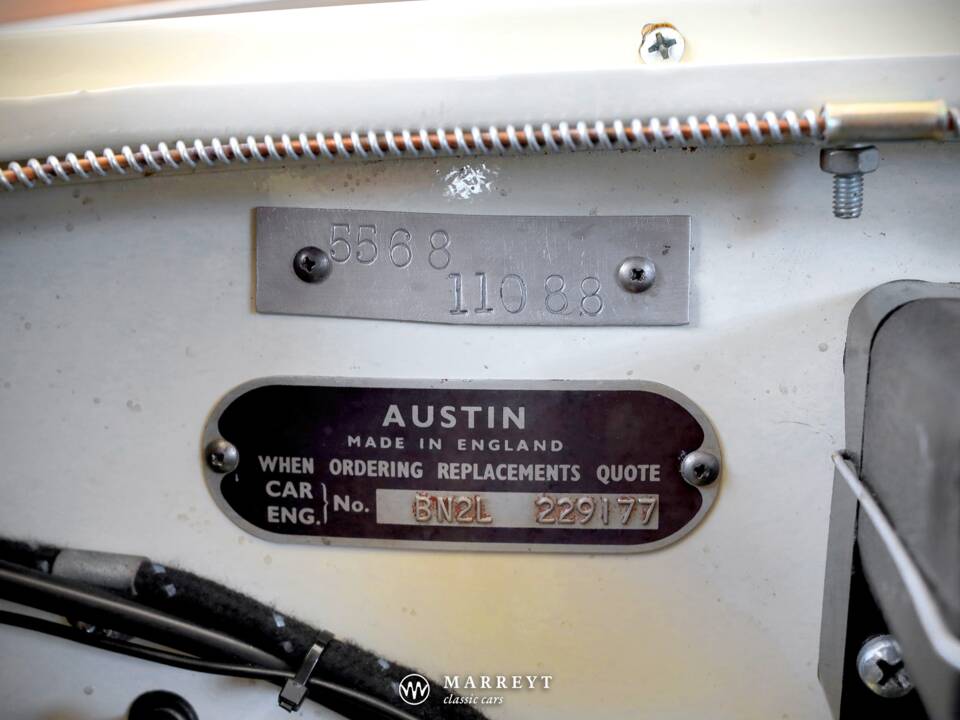 5568
11088
AUSTIN
MADE IN ENGLAND
WHEN ORDERING REPLACEMENTS QUOTE
CAR
ENG. } No. BN2L 229177
MARREYT
classic cars